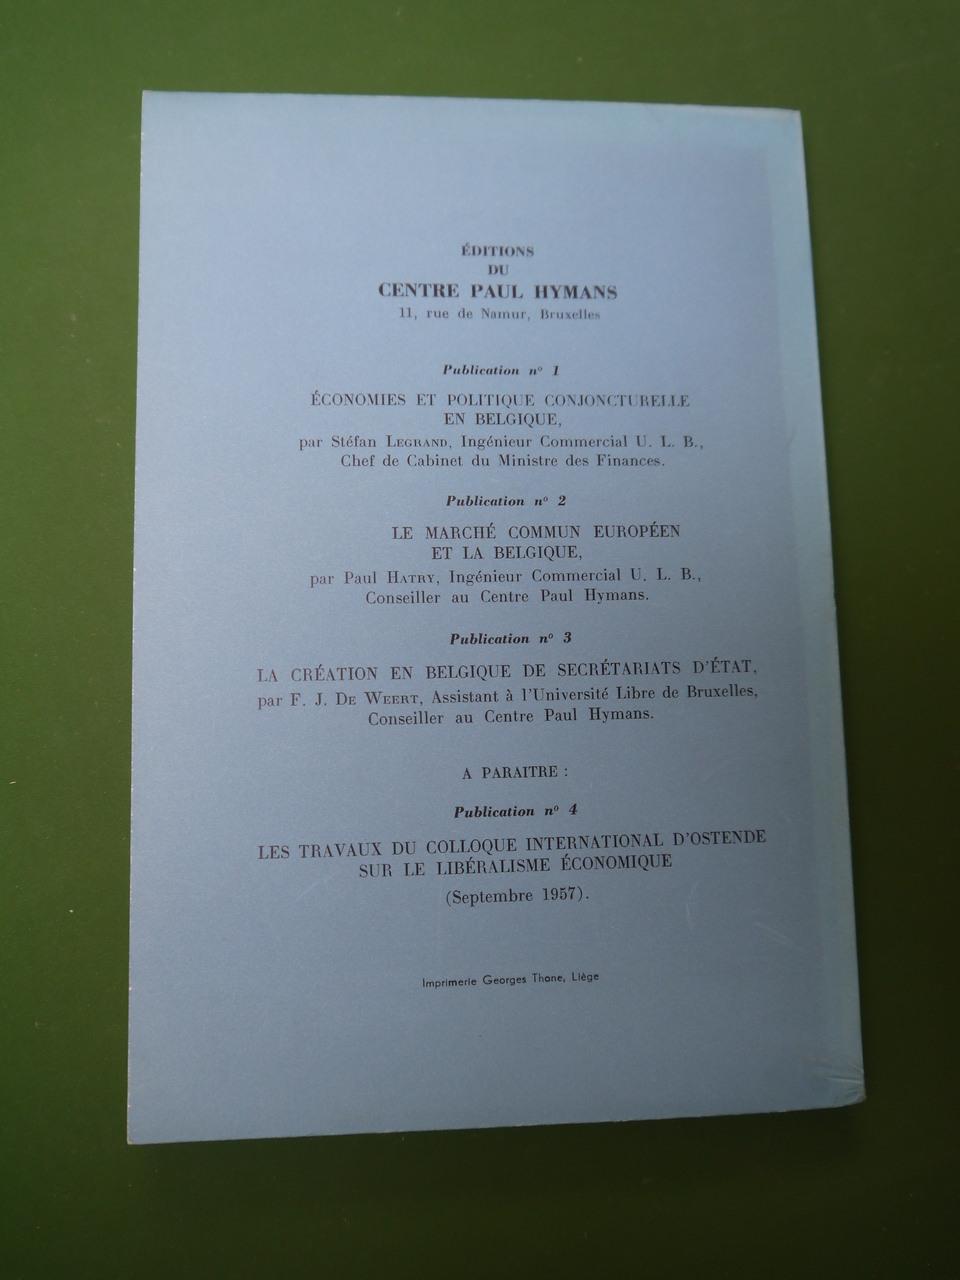 ÉDITIONS
DU
CENTRE PAUL HYMANS
11, rue de Namur, Bruxelles
Publication nº 1
ÉCONOMIES ET POLITIQUE CONJONCTURELLE
EN BELGIQUE,
par Stéfan LEGRAND, Ingénieur Commercial U. L. B.,
Chef de Cabinet du Ministre des Finances.
Publication nº 2
LE MARCHÉ COMMUN EUROPÉEN
ET LA BELGIQUE,
par Paul HATRY, Ingénieur Commercial U. L. B.,
Conseiller au Centre Paul Hymans.
Publication nº 3
LA CRÉATION EN BELGIQUE DE SECRÉTARIATS D'ÉTAT,
par F. J. DE WEERT, Assistant à l'Université Libre de Bruxelles,
Conseiller au Centre Paul Hymans.
A PARAITRE :
Publication nº 4
LES TRAVAUX DU COLLOQUE INTERNATIONAL D'OSTENDE
SUR LE LIBÉRALISME ÉCONOMIQUE
(Septembre 1957).
Imprimerie Georges Thone, Liège